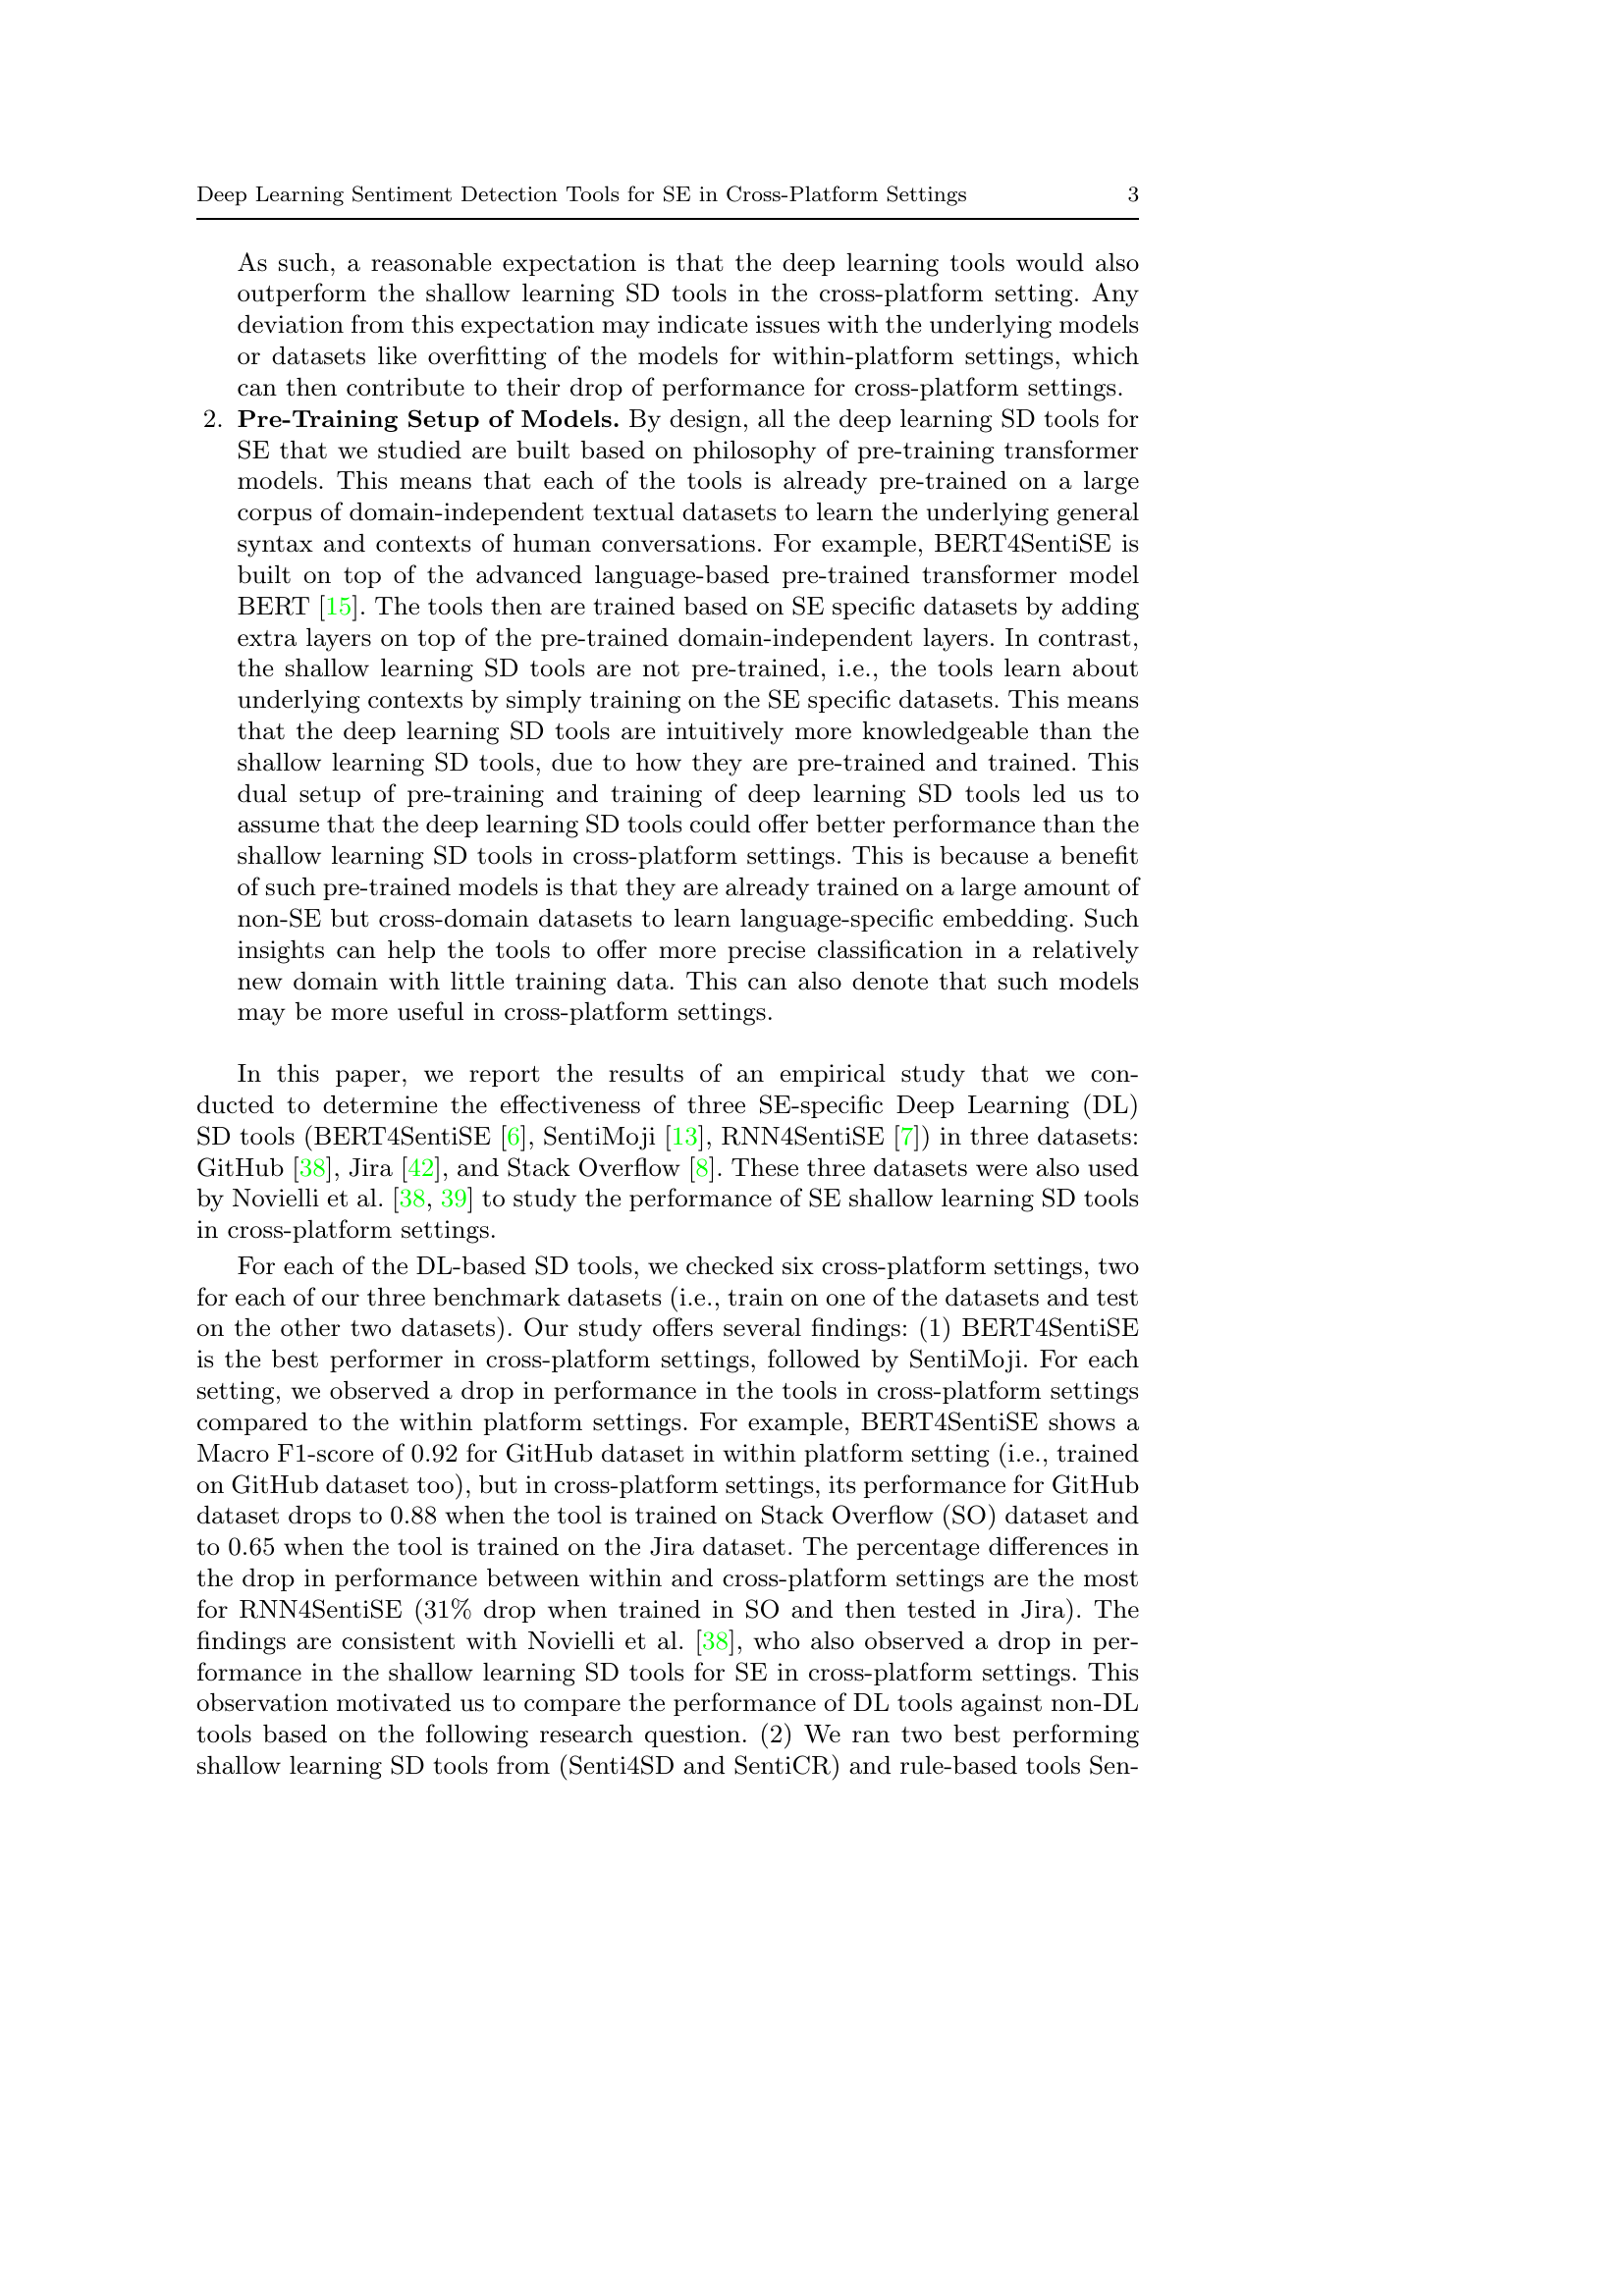 Deep Learning Sentiment Detection Tools for SE in Cross-Platform Settings 3
As such, a reasonable expectation is that the deep learning tools would also
outperform the shallow learning SD tools in the cross-platform setting. Any
deviation from this expectation may indicate issues with the underlying models
or datasets like overfitting of the models for within-platform settings, which
can then contribute to their drop of performance for cross-platform settings.
2. Pre-Training Setup of Models. By design, all the deep learning SD tools for
SE that we studied are built based on philosophy of pre-training transformer
models. This means that each of the tools is already pre-trained on a large
corpus of domain-independent textual datasets to learn the underlying general
syntax and contexts of human conversations. For example, BERT4SentiSE is
built on top of the advanced language-based pre-trained transformer model
BERT [15]. The tools then are trained based on SE specific datasets by adding
extra layers on top of the pre-trained domain-independent layers. In contrast,
the shallow learning SD tools are not pre-trained, i.e., the tools learn about
underlying contexts by simply training on the SE specific datasets. This means
that the deep learning SD tools are intuitively more knowledgeable than the
shallow learning SD tools, due to how they are pre-trained and trained. This
dual setup of pre-training and training of deep learning SD tools led us to
assume that the deep learning SD tools could offer better performance than the
shallow learning SD tools in cross-platform settings. This is because a benefit
of such pre-trained models is that they are already trained on a large amount of
non-SE but cross-domain datasets to learn language-specific embedding. Such
insights can help the tools to offer more precise classification in a relatively
new domain with little training data. This can also denote that such models
may be more useful in cross-platform settings.
In this paper, we report the results of an empirical study that we con-
ducted to determine the effectiveness of three SE-specific Deep Learning (DL)
SD tools (BERT4SentiSE [6], SentiMoji [13], RNN4SentiSE [7]) in three datasets:
GitHub [38], Jira [42], and Stack Overflow [8]. These three datasets were also used
by Novielli et al. [38, 39] to study the performance of SE shallow learning SD tools
in cross-platform settings.
For each of the DL-based SD tools, we checked six cross-platform settings, two
for each of our three benchmark datasets (i.e., train on one of the datasets and test
on the other two datasets). Our study offers several findings: (1) BERT4SentiSE
is the best performer in cross-platform settings, followed by SentiMoji. For each
setting, we observed a drop in performance in the tools in cross-platform settings
compared to the within platform settings. For example, BERT4SentiSE shows a
Macro F1-score of 0.92 for GitHub dataset in within platform setting (i.e., trained
on GitHub dataset too), but in cross-platform settings, its performance for GitHub
dataset drops to 0.88 when the tool is trained on Stack Overflow (SO) dataset and
to 0.65 when the tool is trained on the Jira dataset. The percentage differences in
the drop in performance between within and cross-platform settings are the most
for RNN4SentiSE (31% drop when trained in SO and then tested in Jira). The
findings are consistent with Novielli et al. [38], who also observed a drop in per-
formance in the shallow learning SD tools for SE in cross-platform settings. This
observation motivated us to compare the performance of DL tools against non-DL
tools based on the following research question. (2) We ran two best performing
shallow learning SD tools from (Senti4SD and SentiCR) and rule-based tools Sen-